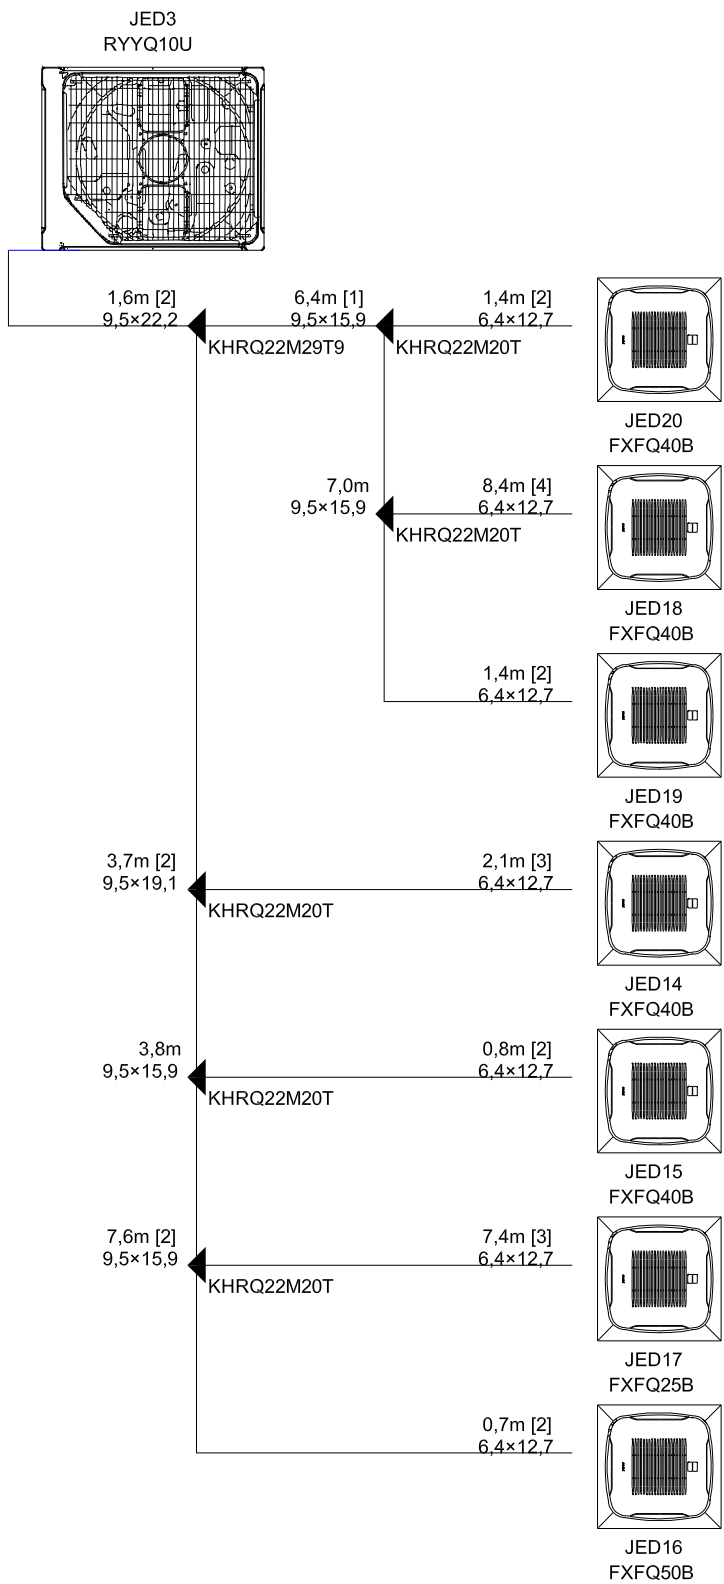 JED3
RYYQ10U
1,6m [2]
9,5×22,2
KHRQ22M29T9
6,4m [1]
9,5×15,9
KHRQ22M20T
1,4m [2]
6,4×12,7
JED20
FXFQ40B
7,0m
9,5×15,9
KHRQ22M20T
8,4m [4]
6,4×12,7
JED18
FXFQ40B
1,4m [2]
6,4×12,7
JED19
FXFQ40B
3,7m [2]
9,5×19,1
KHRQ22M20T
2,1m [3]
6,4×12,7
JED14
FXFQ40B
3,8m
9,5×15,9
KHRQ22M20T
0,8m [2]
6,4×12,7
JED15
FXFQ40B
7,6m [2]
9,5×15,9
KHRQ22M20T
7,4m [3]
6,4×12,7
JED17
FXFQ25B
0,7m [2]
6,4×12,7
JED16
FXFQ50B